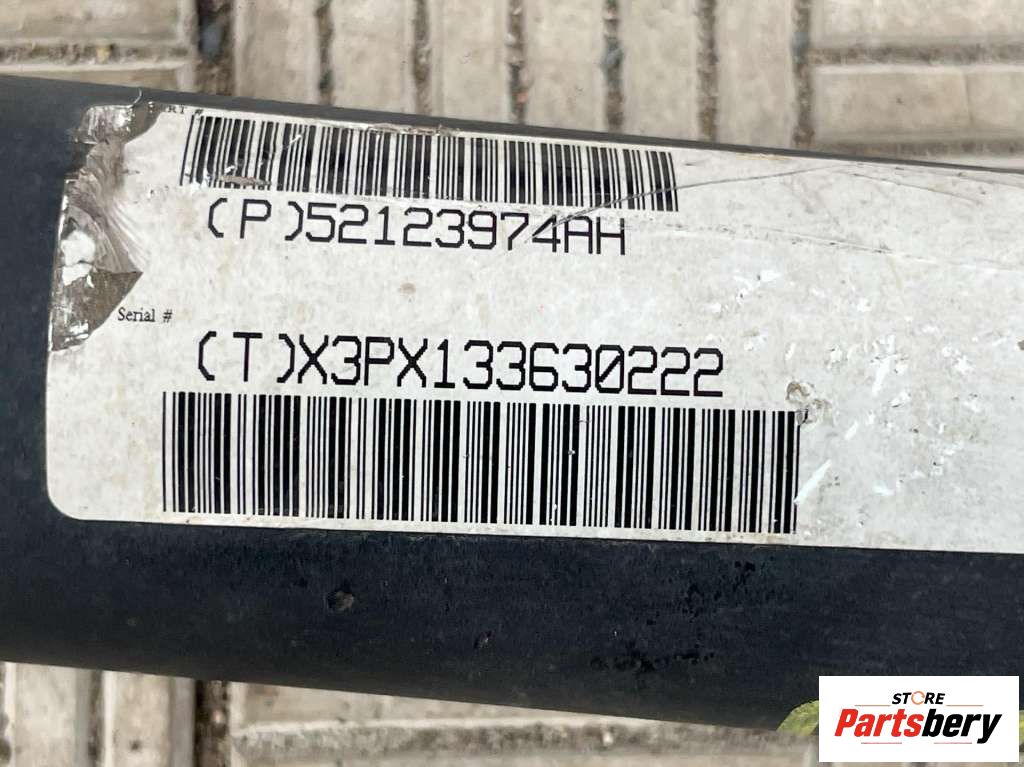 (P)52123974AH
Serial #
(T)X3PX133630222
STORE
Partsbery